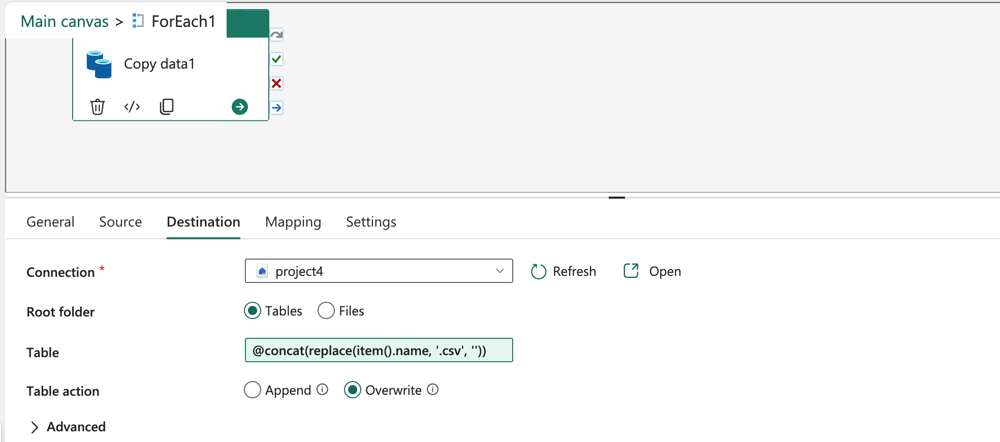 Main canvas > ForEach1
Copy data1
General Source Destination Mapping Settings
Connection * project4 Refresh Open
Root folder Tables Files
Table @concat(replace(item().name, '.csv', ''))
Table action Append Overwrite
Advanced